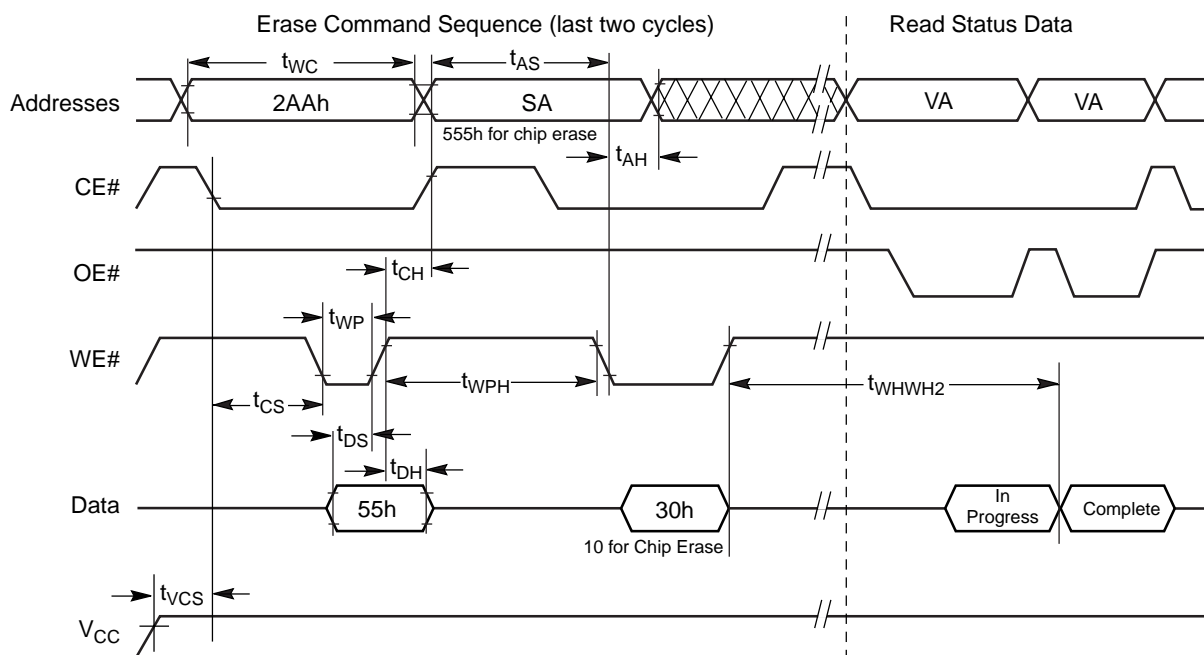 Erase Command Sequence (last two cycles)
Read Status Data
tWC
tAS
Addresses
2AAh
SA
VA
VA
555h for chip erase
tAH
CE#
OE#
tCH
tWP
WE#
tWPH
tWHWH2
tCS
tDS
tDH
Data
55h
30h
In
Progress
Complete
10 for Chip Erase
tVCS
VCC